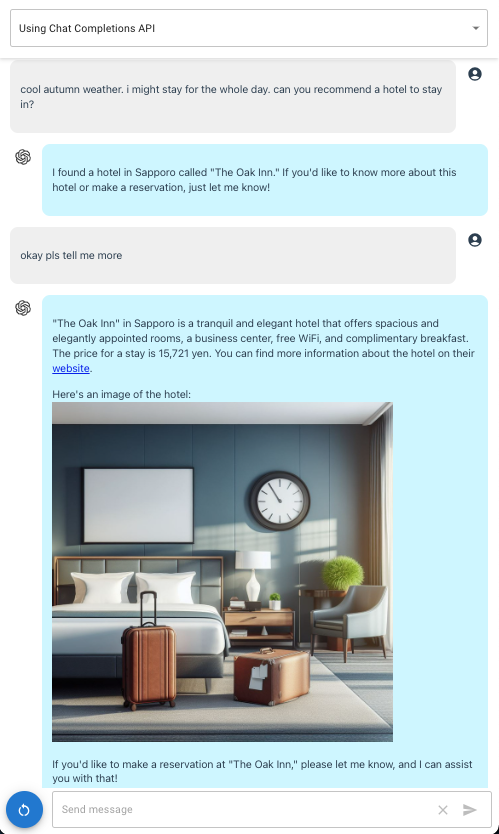 Using Chat Completions API
cool autumn weather. i might stay for the whole day. can you recommend a hotel to stay
in?
I found a hotel in Sapporo called "The Oak Inn." If you'd like to know more about this
hotel or make a reservation, just let me know!
okay pls tell me more
"The Oak Inn" in Sapporo is a tranquil and elegant hotel that offers spacious and
elegantly appointed rooms, a business center, free WiFi, and complimentary breakfast.
The price for a stay is 15,721 yen. You can find more information about the hotel on their
website.
Here's an image of the hotel:
If you'd like to make a reservation at "The Oak Inn," please let me know, and I can assist
you with that!
Send message